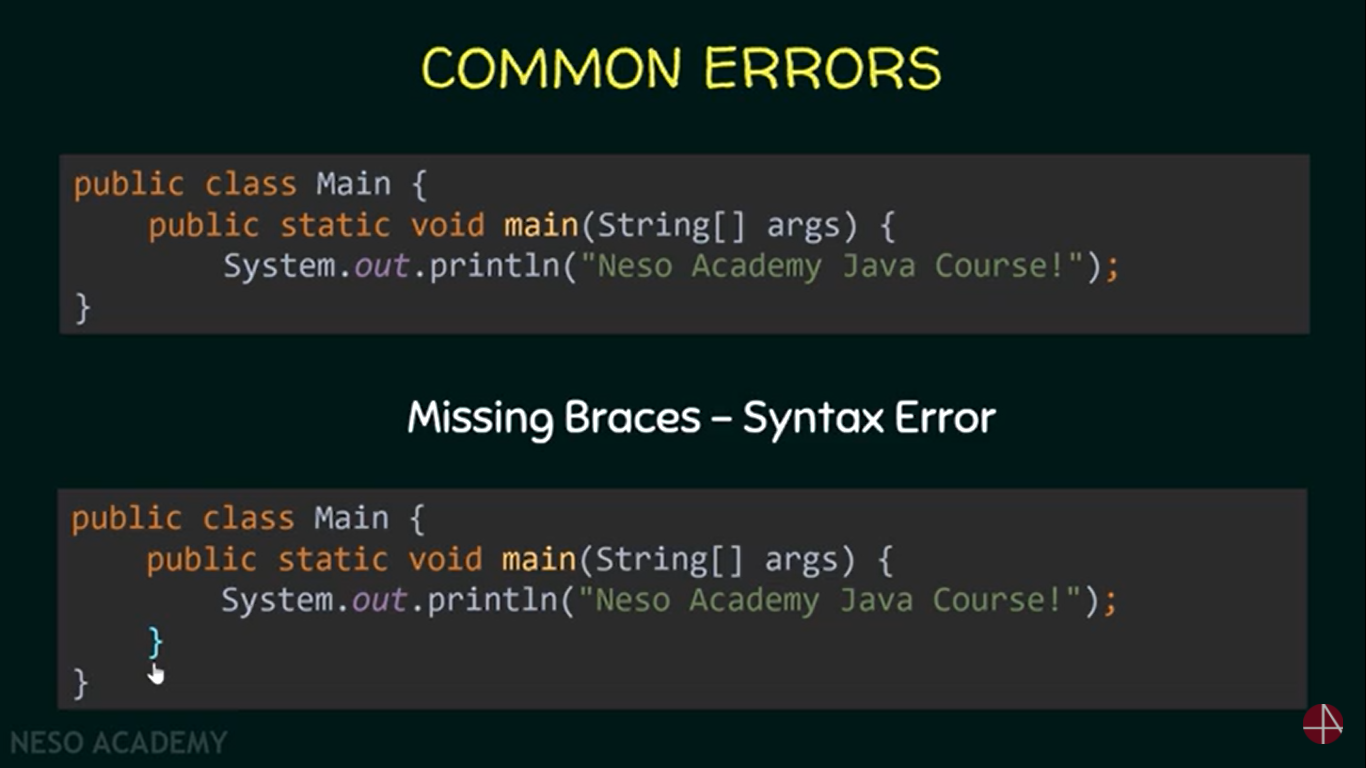 COMMON ERRORS
public class Main {
    public static void main(String[] args) {
        System.out.println("Neso Academy Java Course!");
}
Missing Braces – Syntax Error
public class Main {
    public static void main(String[] args) {
        System.out.println("Neso Academy Java Course!");
    }
}
NESO ACADEMY